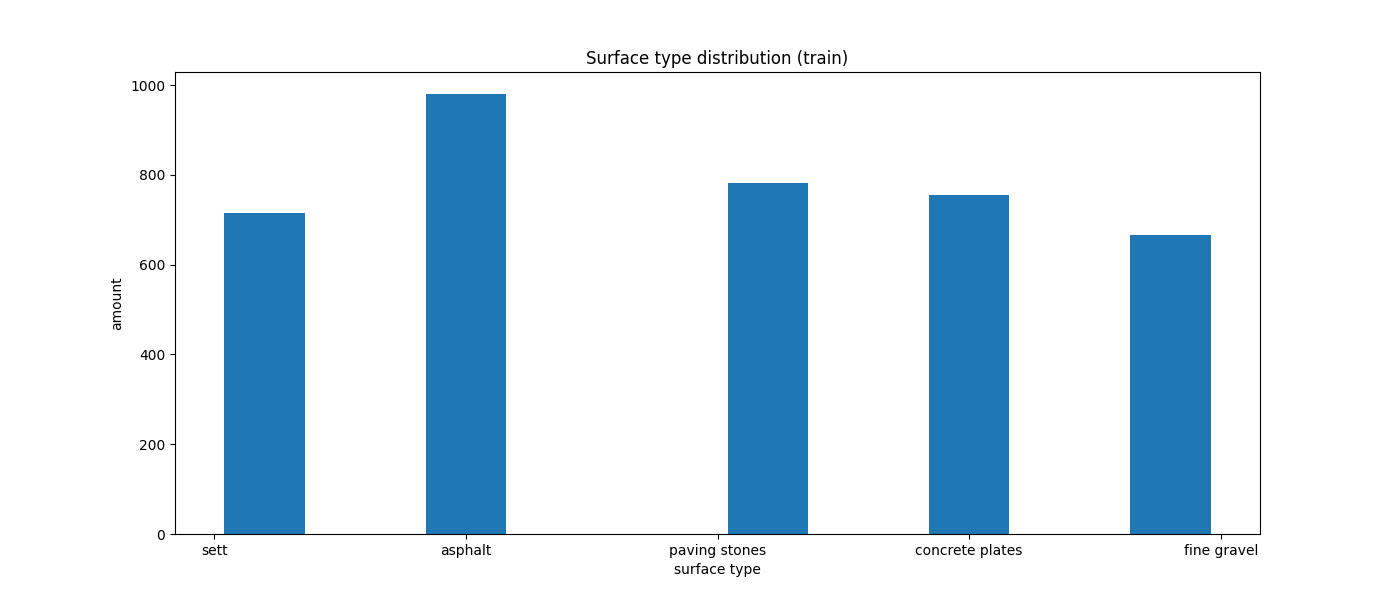 Surface type distribution (train)
1000
800
600
400
200
0
amount
sett asphalt paving stones concrete plates fine gravel
surface type